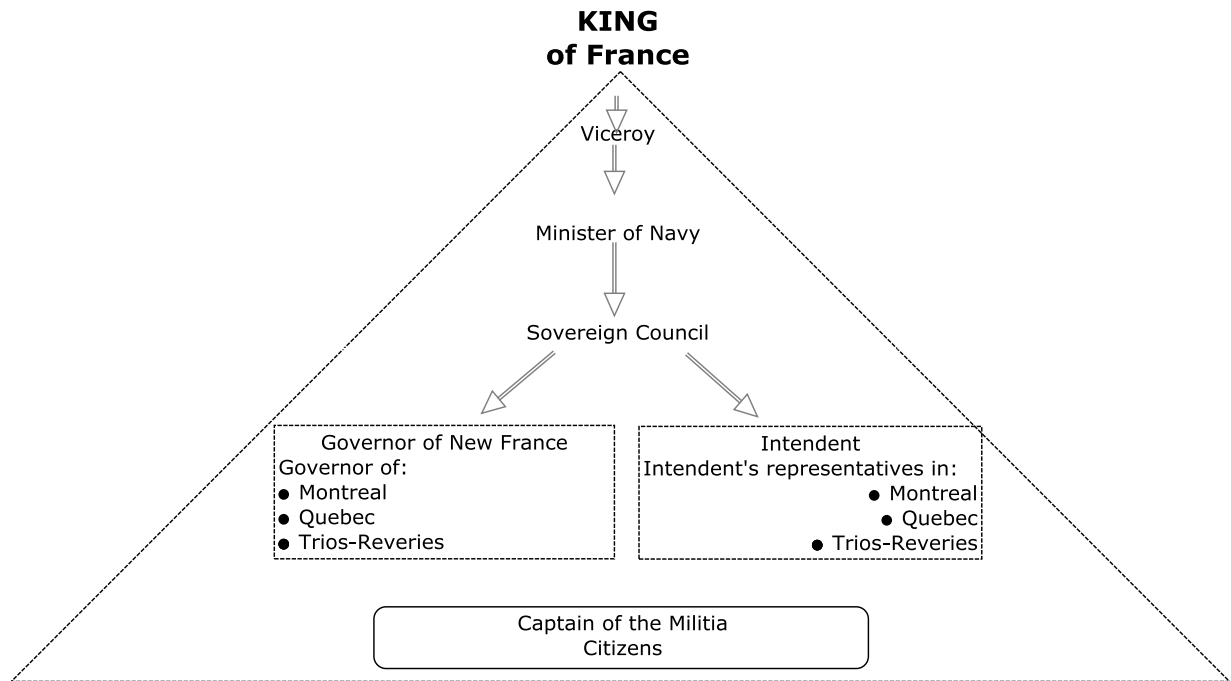 KING
of France
Viceroy
Minister of Navy
Sovereign Council
Governor of New France
Governor of:
● Montreal
● Quebec
● Trios-Reveries
Intendent
Intendent's representatives in:
● Montreal
● Quebec
● Trios-Reveries
Captain of the Militia
Citizens